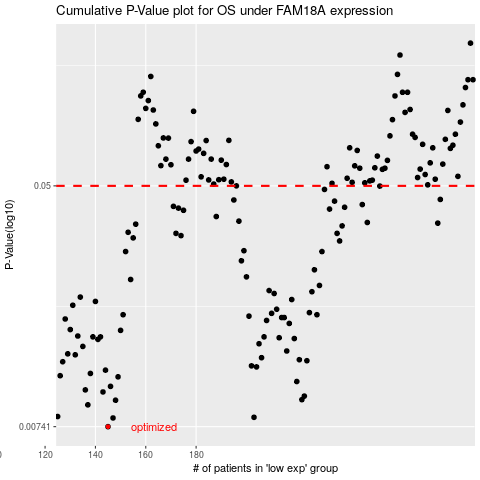 Cumulative P-Value plot for OS under FAM18A expression
P-Value(log10)
0.05
0.00741
optimized
0 120 140 160 180
# of patients in 'low exp' group